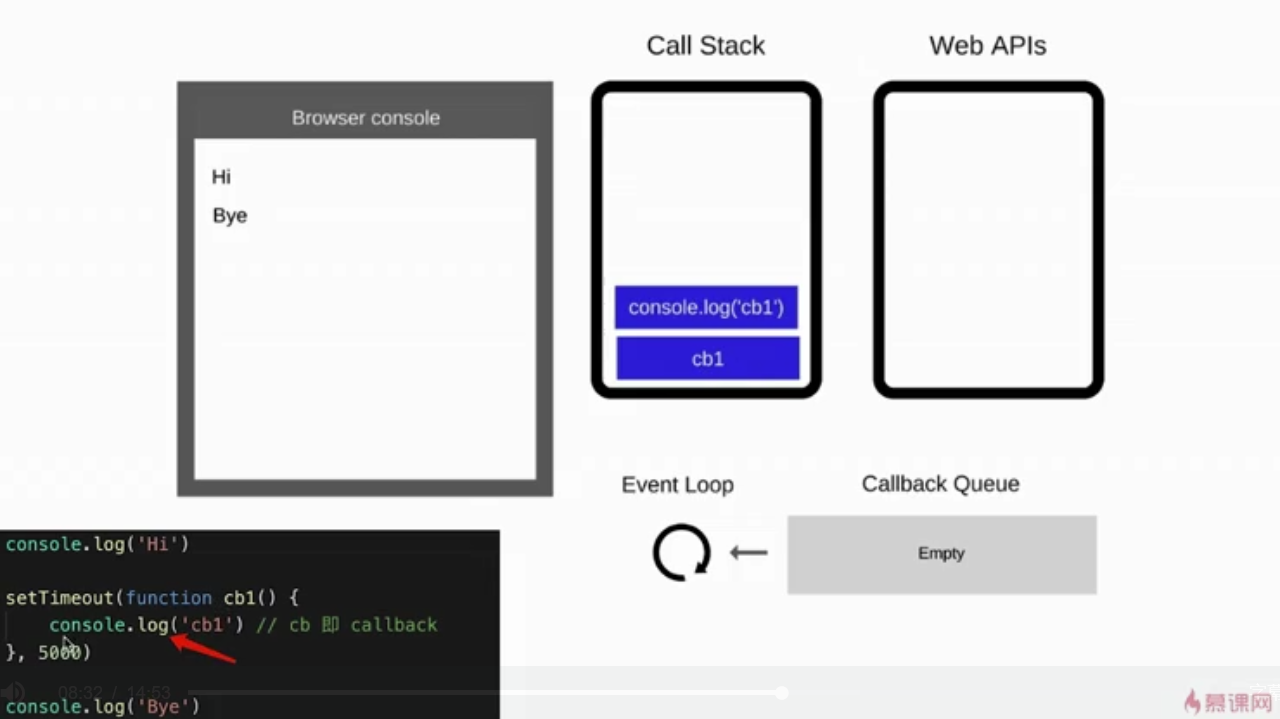 Call Stack
Web APIs
Browser console
Hi
Bye
console.log('cb1')
cb1
Event Loop
Callback Queue
Empty
console.log('Hi')
setTimeout(function cb1() {
console.log('cb1') // cb 即 callback
}, 5000)
08:32 / 14:53
console.log('Bye')
慕课网